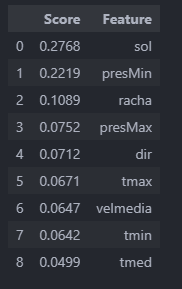 Score Feature
0 0.2768 sol
1 0.2219 presMin
2 0.1089 racha
3 0.0752 presMax
4 0.0712 dir
5 0.0671 tmax
6 0.0647 velmedia
7 0.0642 tmin
8 0.0499 tmed